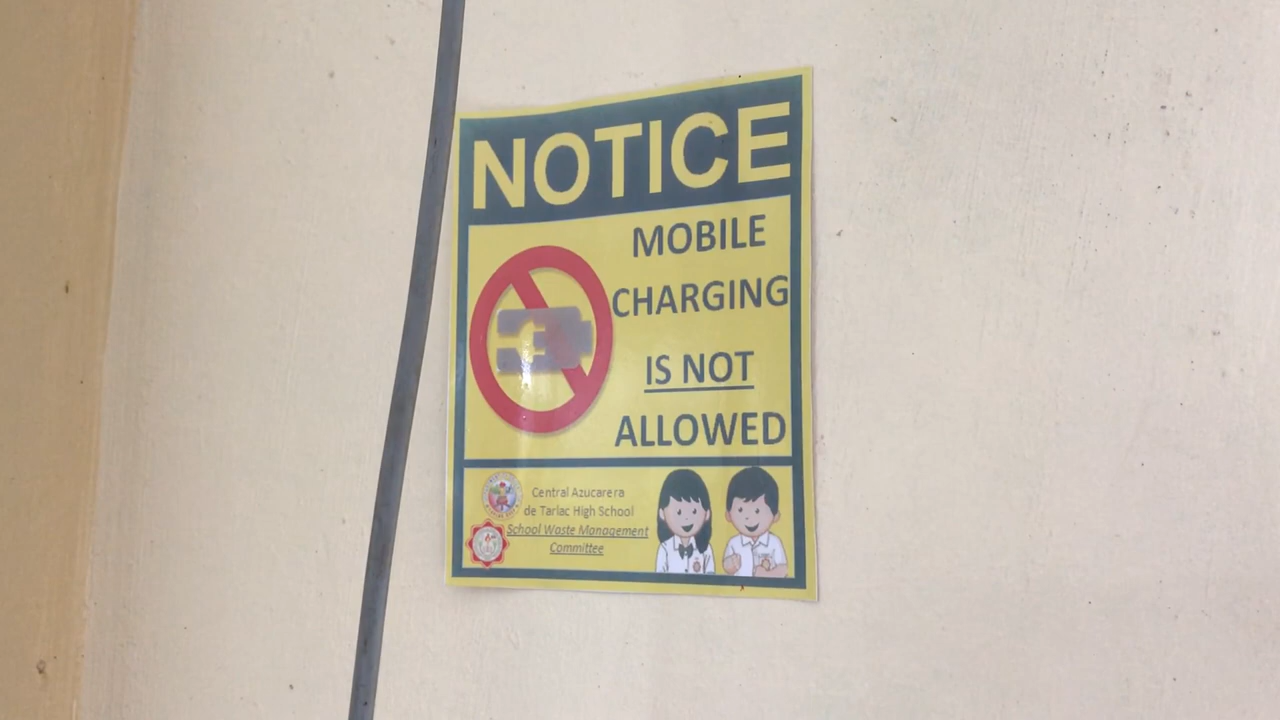 NOTICE
MOBILE
CHARGING
IS NOT
ALLOWED
Central Azucarera
de Tarlac High School
School Waste Management
Committee